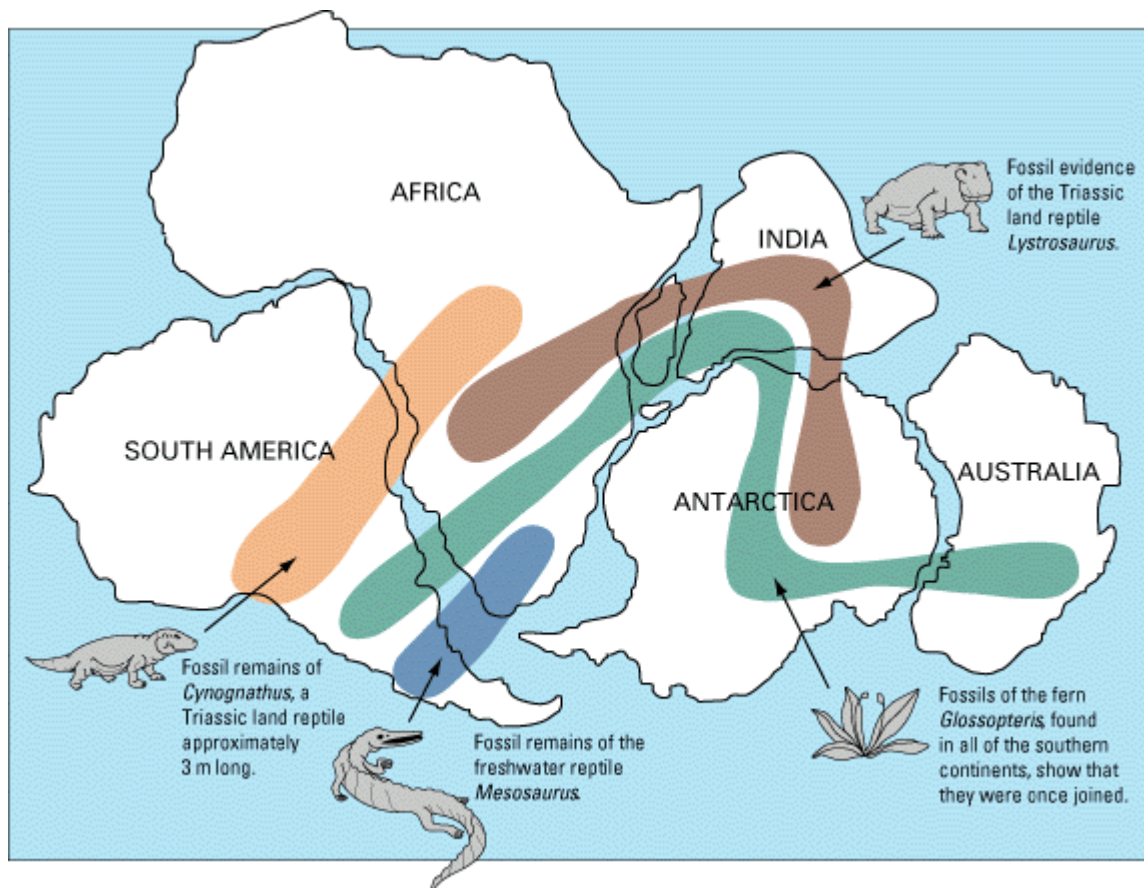 AFRICA
INDIA
Fossil evidence
of the Triassic
land reptile
Lystrosaurus.
SOUTH AMERICA
ANTARCTICA
AUSTRALIA
Fossil remains of
Cynognathus, a
Triassic land reptile
approximately
3 m long.
Fossil remains of the
freshwater reptile
Mesosaurus.
Fossils of the fern
Glossopteris, found
in all of the southern
continents, show that
they were once joined.